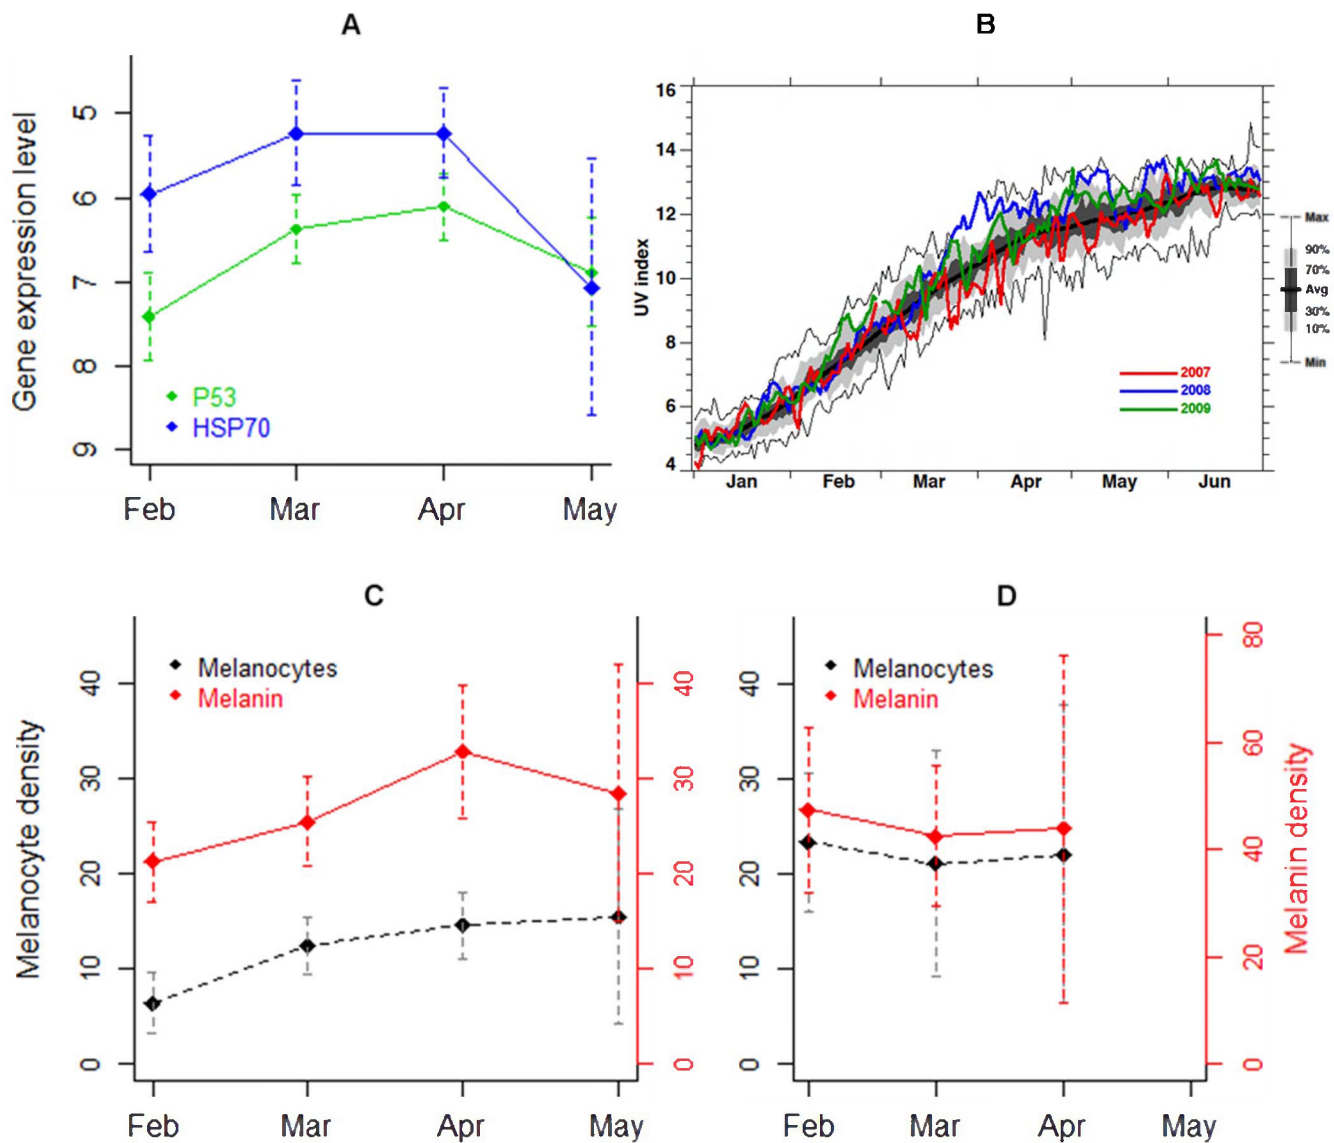 A
Gene expression level
5
6
7
8
9
P53
HSP70
Feb Mar Apr May
B
UV index
16
14
12
10
8
6
4
2007
2008
2009
Jan Feb Mar Apr May Jun
Max
90%
70%
Avg
30%
10%
Min
C
Melanocyte density
40
30
20
10
0
Melanocytes
Melanin
40
30
20
10
0
Feb Mar Apr May
D
40
30
20
10
0
Melanocytes
Melanin
80
60
40
20
0
Melanin density
Feb Mar Apr May